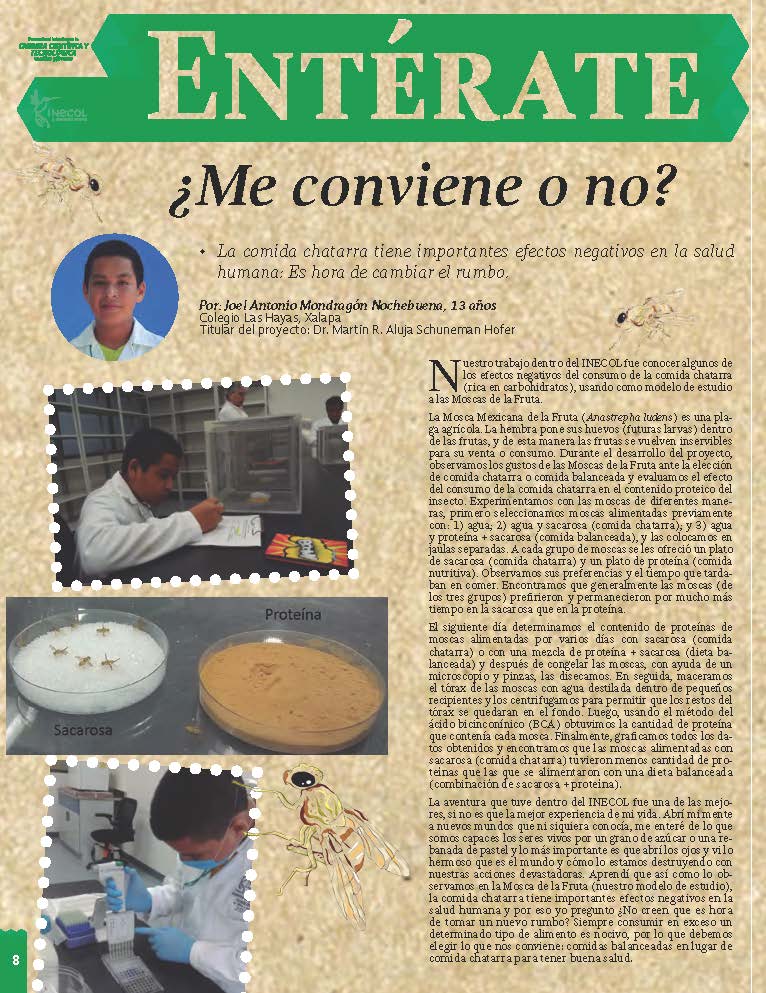 CIENTÍFICA Y
TECNOLÓGICA
INECOL
ENTÉRATE
¿Me conviene o no?
• La comida chatarra tiene importantes efectos negativos en la salud
humana: Es hora de cambiar el rumbo.
Por: Joel Antonio Mondragón Nochebuena, 13 años
Colegio Las Hayas, Xalapa
Titular del proyecto: Dr. Martín R. Aluja Schuneman Hofer
Nuestro trabajo dentro del INECOL fue conocer algunos de
los efectos negativos del consumo de la comida chatarra
(rica en carbohidratos), usando como modelo de estudio
a las Moscas de la Fruta.
La Mosca Mexicana de la Fruta (Anastrepha ludens) es una pla-
ga agrícola. La hembra pone sus huevos (futuras larvas) dentro
de las frutas, y de esta manera las frutas se vuelven inservibles
para su venta o consumo. Durante el desarrollo del proyecto,
observamos los gustos de las Moscas de la Fruta ante la elección
de comida chatarra o comida balanceada y evaluamos el efecto
del consumo de la comida chatarra en el contenido proteico del
insecto. Experimentamos con las moscas de diferentes mane-
ras, primero seleccionamos moscas alimentadas previamente
con: 1) agua; 2) agua y sacarosa (comida chatarra); y 3) agua
y proteína + sacarosa (comida balanceada), y las colocamos en
jaulas separadas. A cada grupo de moscas se les ofreció un plato
de sacarosa (comida chatarra) y un plato de proteína (comida
nutritiva). Observamos sus preferencias y el tiempo que tarda-
ban en comer. Encontramos que generalmente las moscas (de
los tres grupos) prefirieron y permanecieron por mucho más
tiempo en la sacarosa que en la proteína.
El siguiente día determinamos el contenido de proteínas de
moscas alimentadas por varios días con sacarosa (comida
chatarra) o con una mezcla de proteína + sacarosa (dieta ba-
lanceada) y después de congelar las moscas, con ayuda de un
microscopio y pinzas, las disecamos. En seguida, maceramos
el tórax de las moscas con agua destilada dentro de pequeños
recipientes y los centrifugamos para permitir que los restos del
tórax se quedaran en el fondo. Luego, usando el método del
ácido bicinconínico (BCA) obtuvimos la cantidad de proteína
que contenía cada mosca. Finalmente, graficamos todos los da-
tos obtenidos y encontramos que las moscas alimentadas con
sacarosa (comida chatarra) tuvieron menos cantidad de pro-
teínas que las que se alimentaron con una dieta balanceada
(combinación de sacarosa + proteína).
La aventura que tuve dentro del INECOL fue una de las mejo-
res, si no es que la mejor experiencia de mi vida. Abrí mi mente
a nuevos mundos que ni siquiera conocía, me enteré de lo que
somos capaces los seres vivos por un grano de azúcar o una re-
banada de pastel y lo más importante es que abrí los ojos y vi lo
hermoso que es el mundo y cómo lo estamos destruyendo con
nuestras acciones devastadoras. Aprendí que así como lo ob-
servamos en la Mosca de la Fruta (nuestro modelo de estudio),
la comida chatarra tiene importantes efectos negativos en la
salud humana y por eso yo pregunto ¿No creen que es hora
de tomar un nuevo rumbo? Siempre consumir en exceso un
determinado tipo de alimento es nocivo, por lo que debemos
elegir lo que nos conviene: comidas balanceadas en lugar de
comida chatarra para tener buena salud.
Proteína
Sacarosa
8